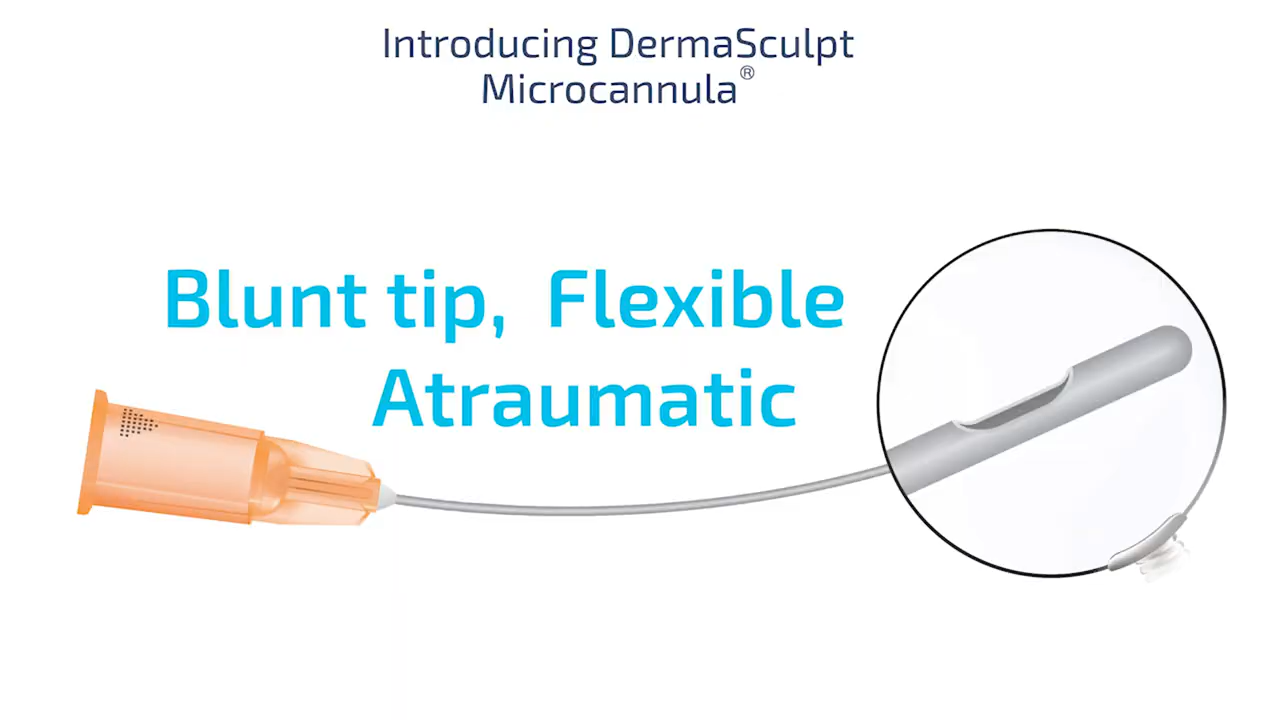 Introducing DermaSculpt
Microcannula®
Blunt tip, Flexible
Atraumatic